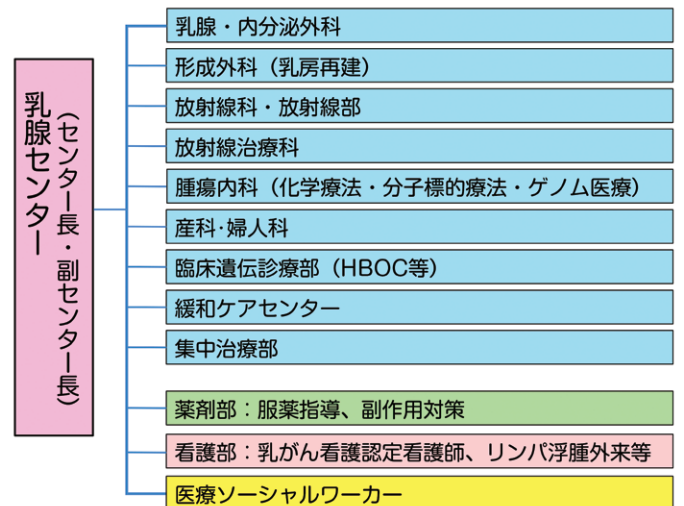 乳腺センター
（センター長・副センター長）
乳腺・内分泌外科
形成外科（乳房再建）
放射線科・放射線部
放射線治療科
腫瘍内科（化学療法・分子標的療法・ゲノム医療）
産科・婦人科
臨床遺伝診療部（HBOC等）
緩和ケアセンター
集中治療部
薬剤部：服薬指導、副作用対策
看護部：乳がん看護認定看護師、リンパ浮腫外来等
医療ソーシャルワーカー